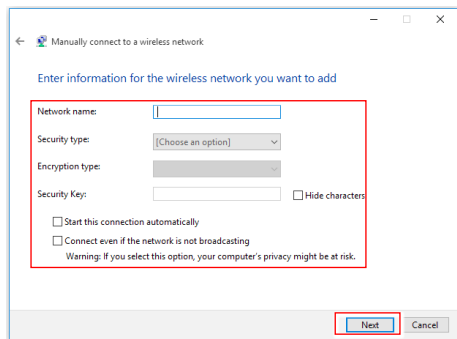 Manually connect to a wireless network
Enter information for the wireless network you want to add
Network name:
Security type: [Choose an option]
Encryption type:
Security Key: Hide characters
Start this connection automatically
Connect even if the network is not broadcasting
Warning: If you select this option, your computer's privacy might be at risk.
Next Cancel